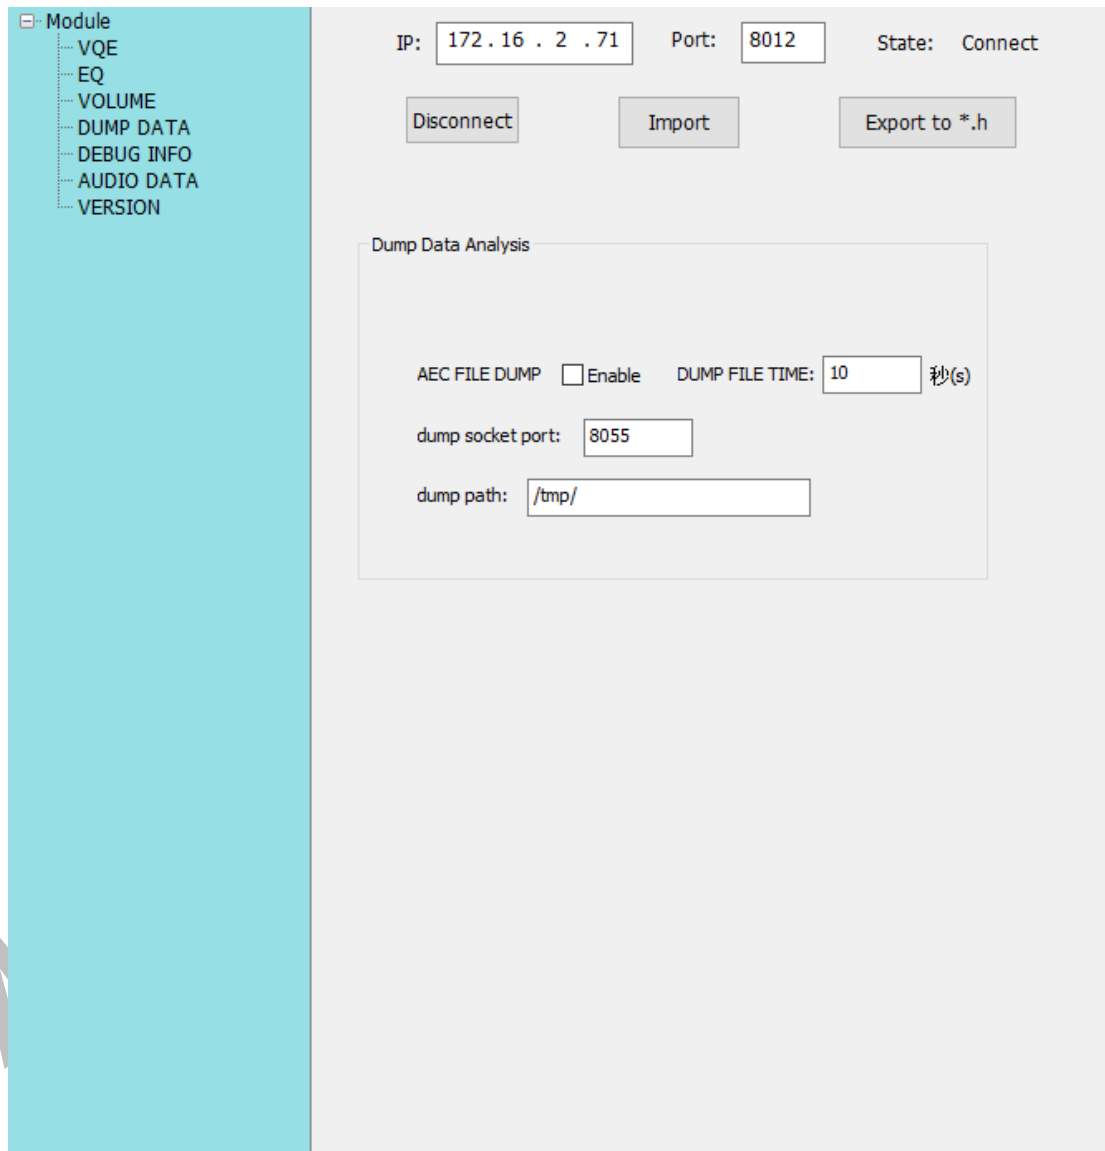 Module
VQE
EQ
VOLUME
DUMP DATA
DEBUG INFO
AUDIO DATA
VERSION
IP: 172 . 16 . 2 . 71 Port: 8012 State: Connect
Disconnect Import Export to *.h
Dump Data Analysis
AEC FILE DUMP Enable DUMP FILE TIME: 10 秒(s)
dump socket port: 8055
dump path: /tmp/